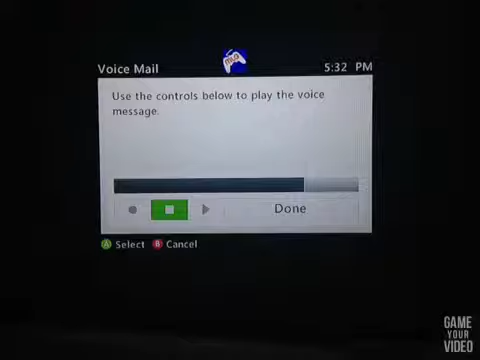 Voice Mail
MLG
5:32 PM
Use the controls below to play the voice
message.
Done
A Select B Cancel
GAME
YOUR
VIDEO